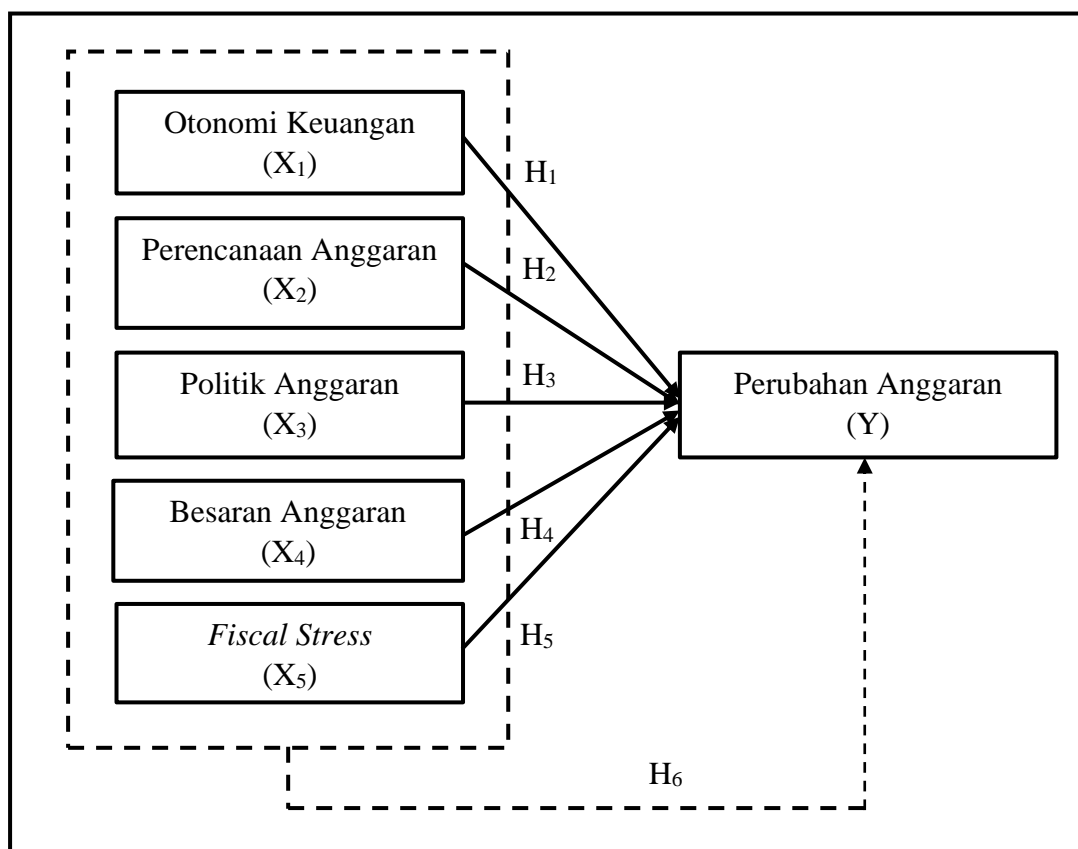 Otonomi Keuangan
(X₁)
H₁
Perencanaan Anggaran
(X₂)
H₂
Politik Anggaran
(X₃)
H₃
Perubahan Anggaran
(Y)
Besaran Anggaran
(X₄)
H₄
Fiscal Stress
(X₅)
H₅
H₆